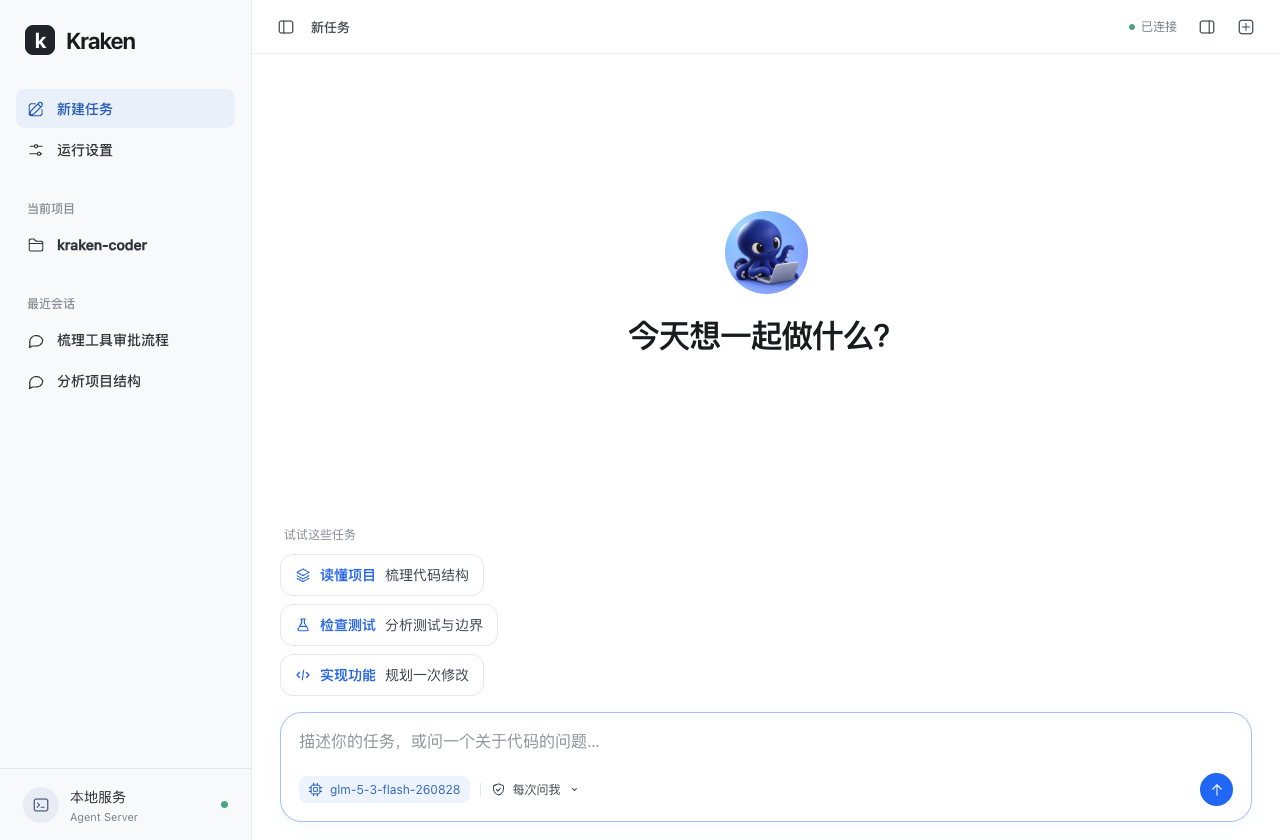 k Kraken
新建任务
运行设置
当前项目
kraken-coder
最近会话
梳理工具审批流程
分析项目结构
本地服务
Agent Server
新任务
已连接
今天想一起做什么?
试试这些任务
读懂项目 梳理代码结构
检查测试 分析测试与边界
实现功能 规划一次修改
描述你的任务，或问一个关于代码的问题...
glm-5-3-flash-260828 每次问我